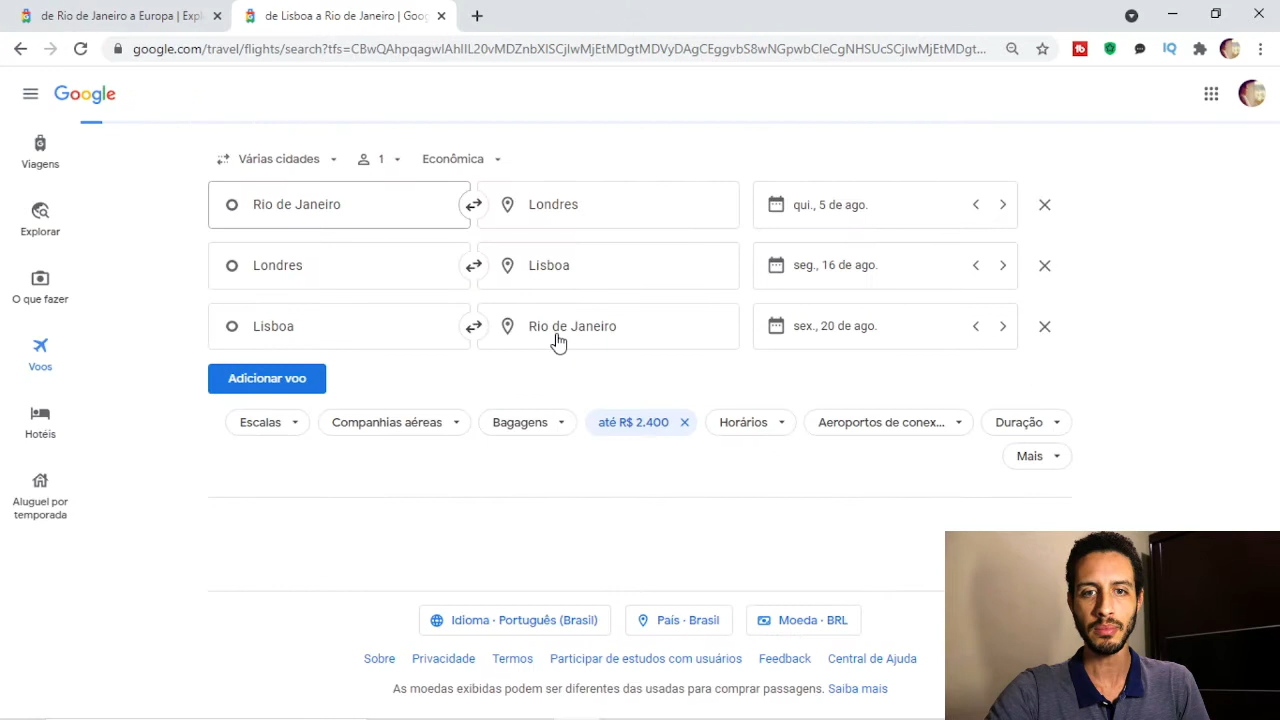 de Rio de Janeiro a Europa | Expl
de Lisboa a Rio de Janeiro | Goog
google.com/travel/flights/search?tfs=CBwQAhpqagwIAhIIL20vMDZnbXlSCjIwMjEtMDgtMDVyDAgCEggvbS8wNGpwbCIeCgNHSUcSCjIwMjEtMDgt...
IQ
Google
Viagens
Explorar
O que fazer
Voos
Hotéis
Aluguel por
temporada
Várias cidades
1
Econômica
Rio de Janeiro
Londres
qui., 5 de ago.
Londres
Lisboa
seg., 16 de ago.
Lisboa
Rio de Janeiro
sex., 20 de ago.
Adicionar voo
Escalas
Companhias aéreas
Bagagens
até R$ 2.400
Horários
Aeroportos de conex...
Duração
Mais
Idioma · Português (Brasil)
País · Brasil
Moeda · BRL
Sobre
Privacidade
Termos
Participar de estudos com usuários
Feedback
Central de Ajuda
As moedas exibidas podem ser diferentes das usadas para comprar passagens. Saiba mais